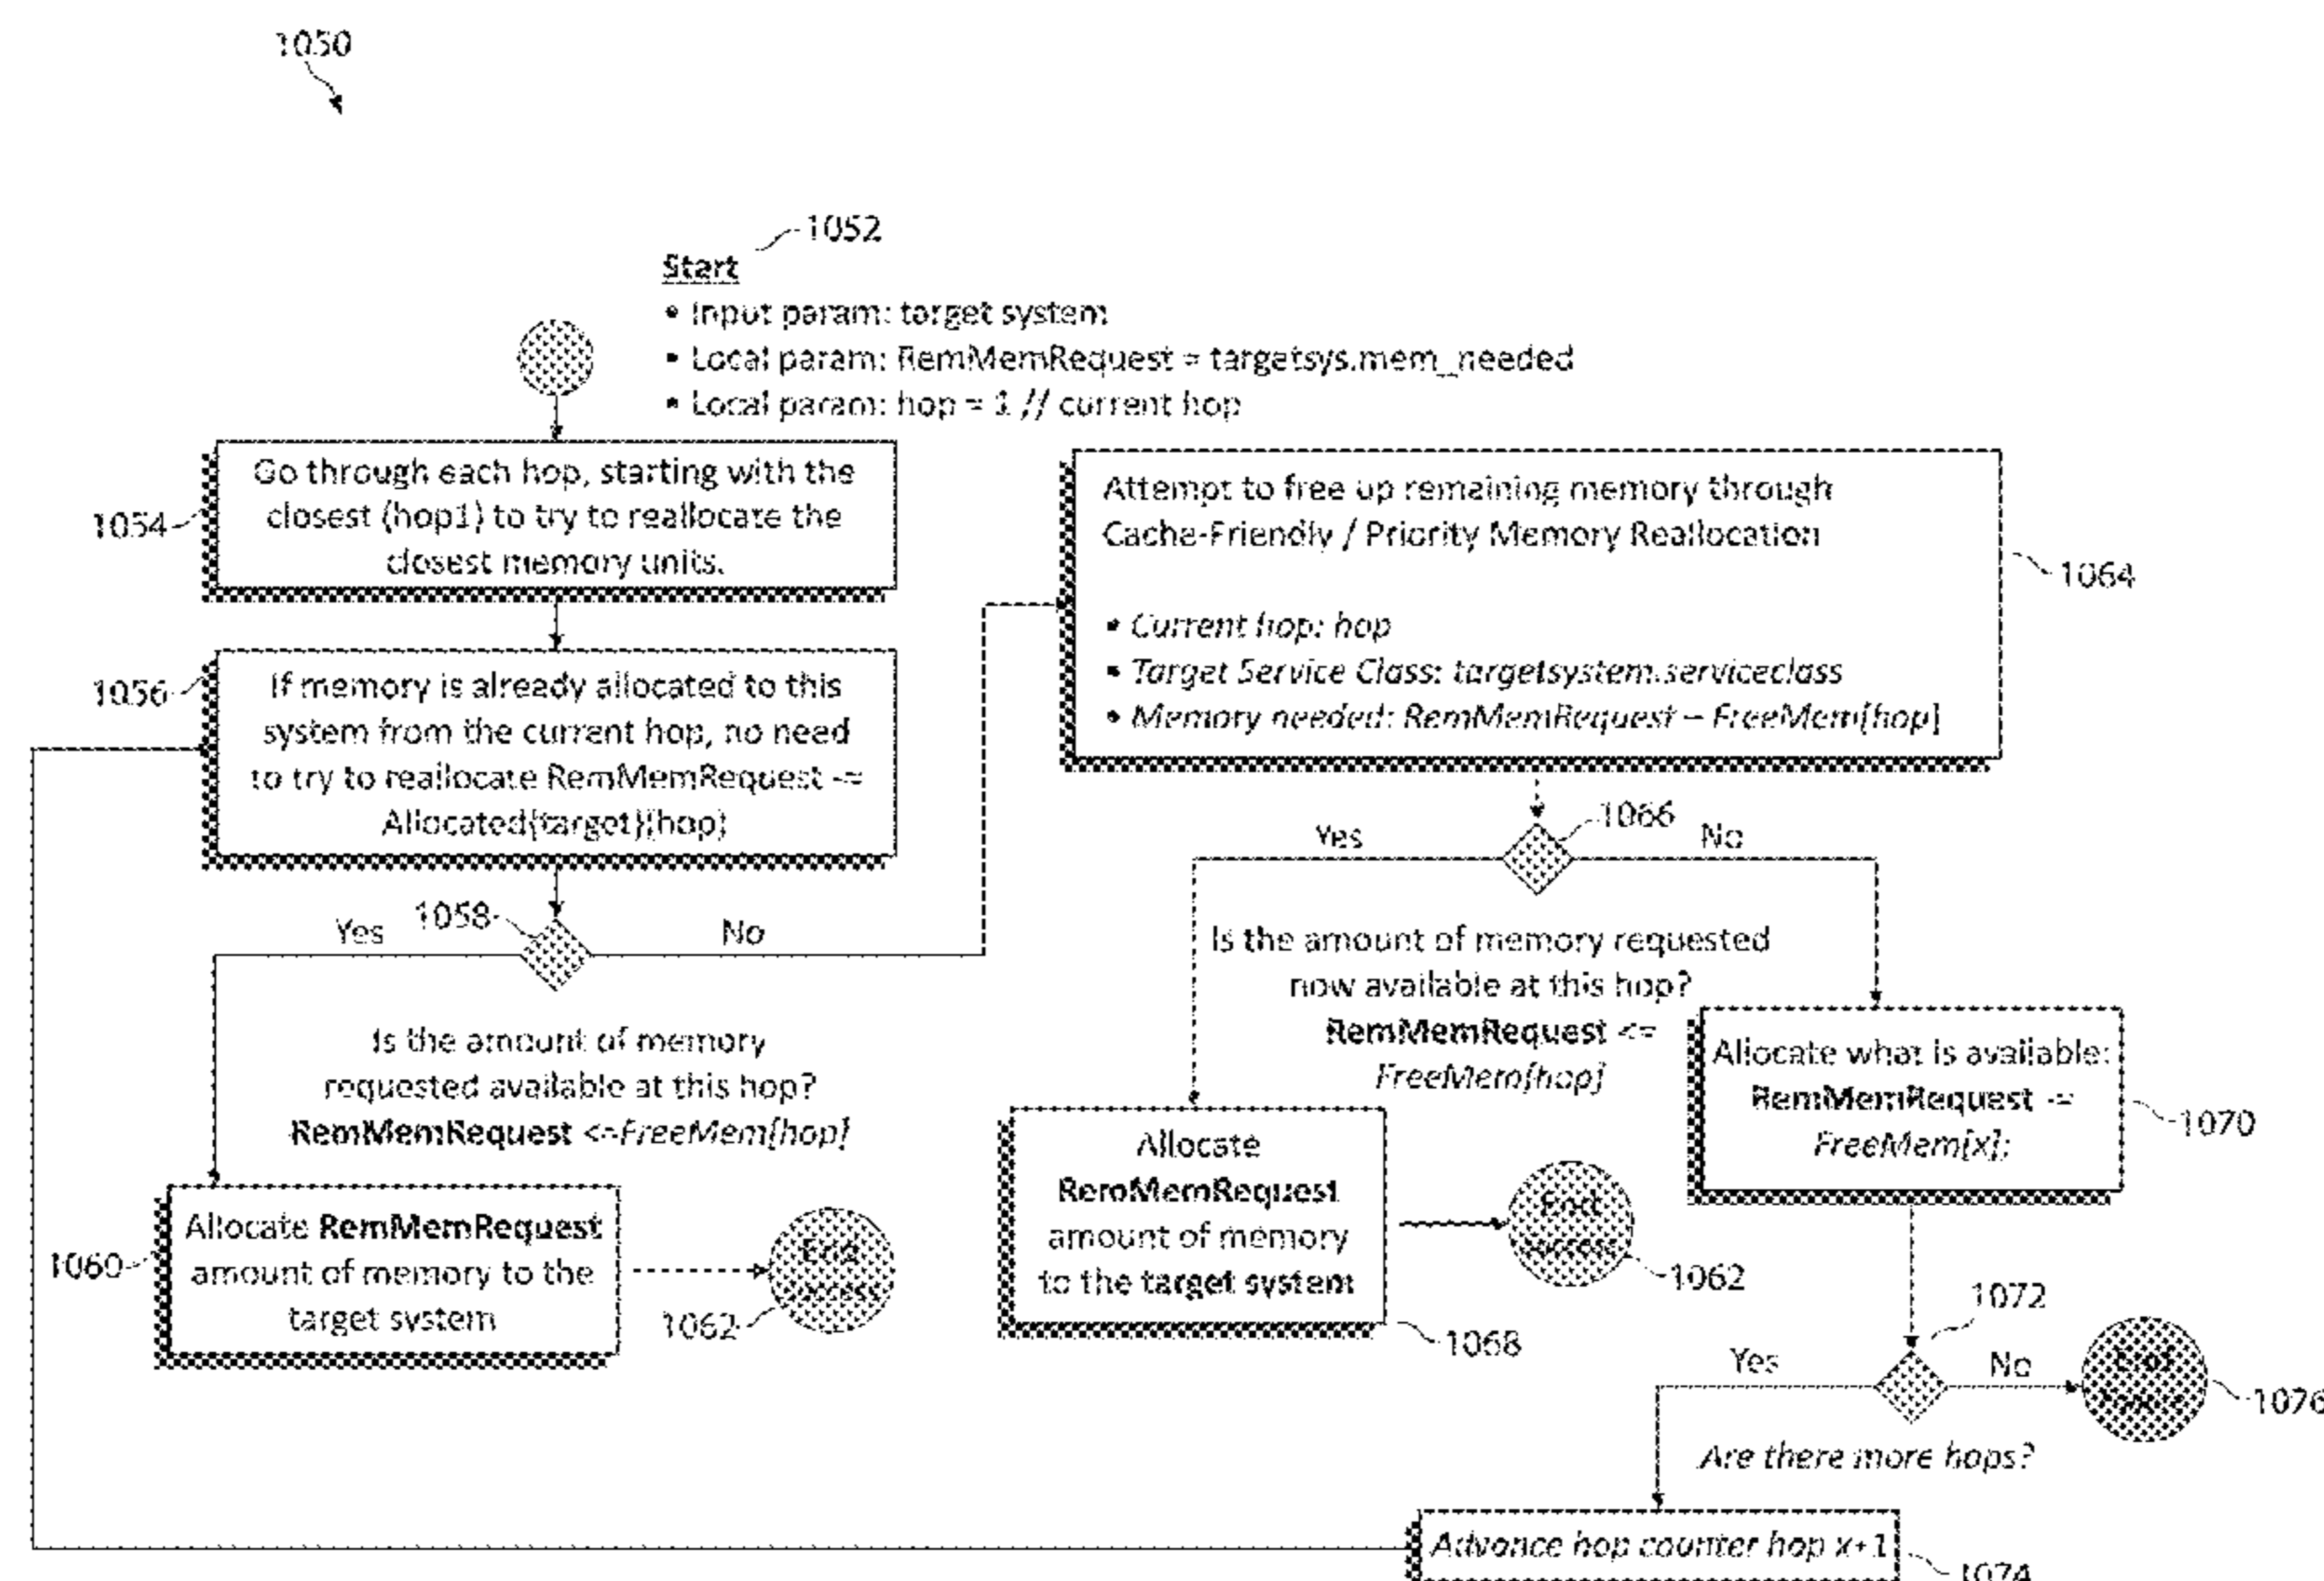 1050
1052
Start
• Input param: target system
• Local param: RemMemRequest = targetsys.mem_needed
• Local param: hop = 1 // current hop
Go through each hop, starting with the
closest (hop1) to try to reallocate the
closest memory units.
1054
If memory is already allocated to this
system from the current hop, no need
to try to reallocate RemMemRequest -=
Allocated[target][hop]
1056
Yes
1058
No
Is the amount of memory
requested available at this hop?
RemMemRequest <=FreeMem[hop]
Allocate RemMemRequest
amount of memory to the
target system
1060
End
1062
Attempt to free up remaining memory through
Cache-Friendly / Priority Memory Reallocation
• Current hop: hop
• Target Service Class: targetsystem.serviceclass
• Memory needed: RemMemRequest – FreeMem[hop]
1064
1066
Yes
No
Is the amount of memory requested
now available at this hop?
RemMemRequest <=
FreeMem[hop]
Allocate
RemMemRequest
amount of memory
to the target system
1068
End
1062
Allocate what is available:
RemMemRequest -=
FreeMem[x];
1070
1072
Yes
No
1076
Are there more hops?
Advance hop counter hop x+1
1074